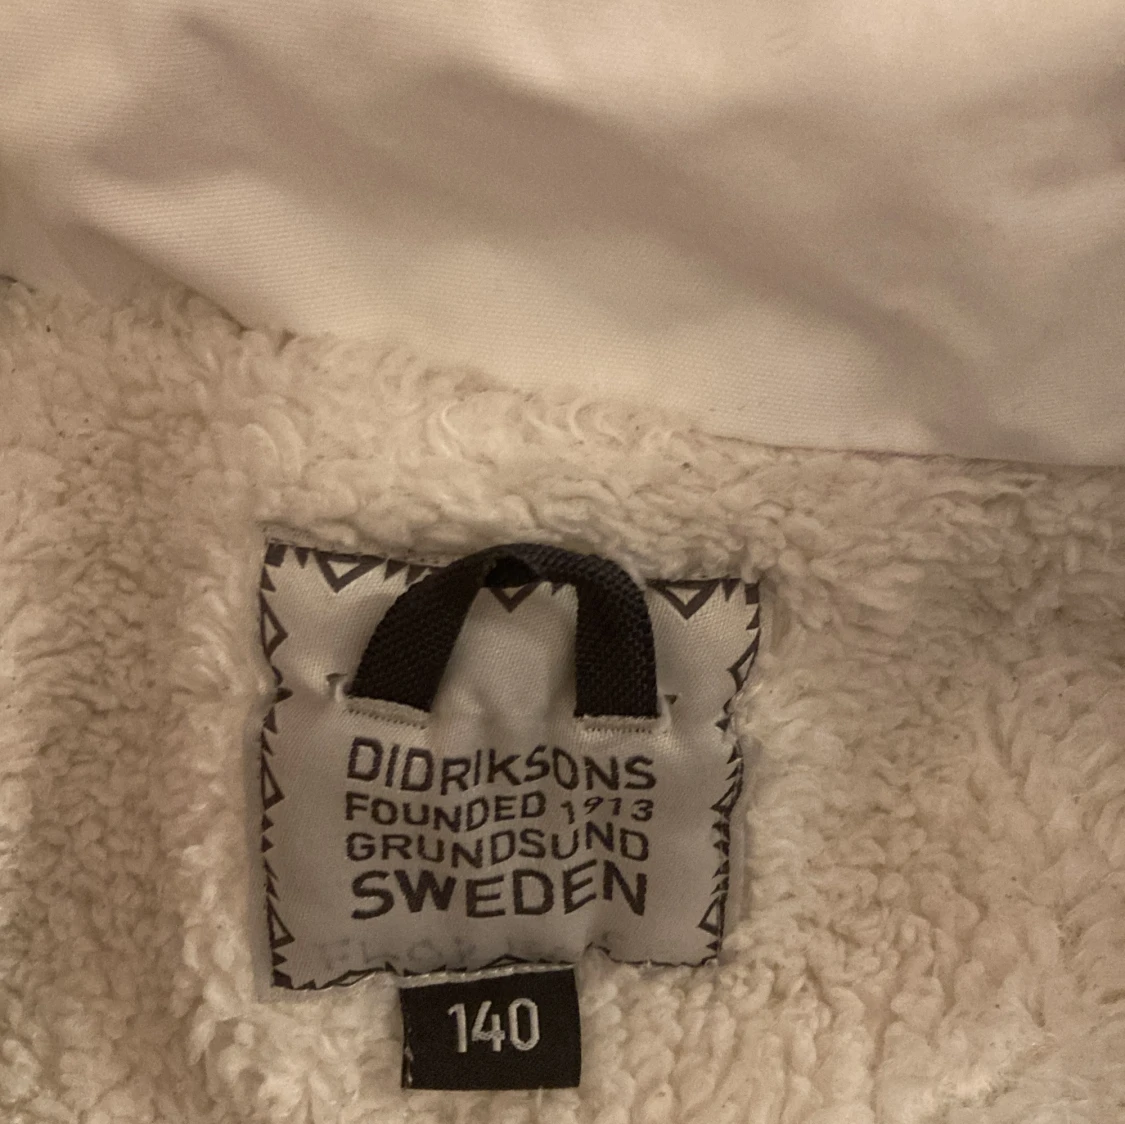 DIDRIKSONS
FOUNDED 1913
GRUNDSUND
SWEDEN
140